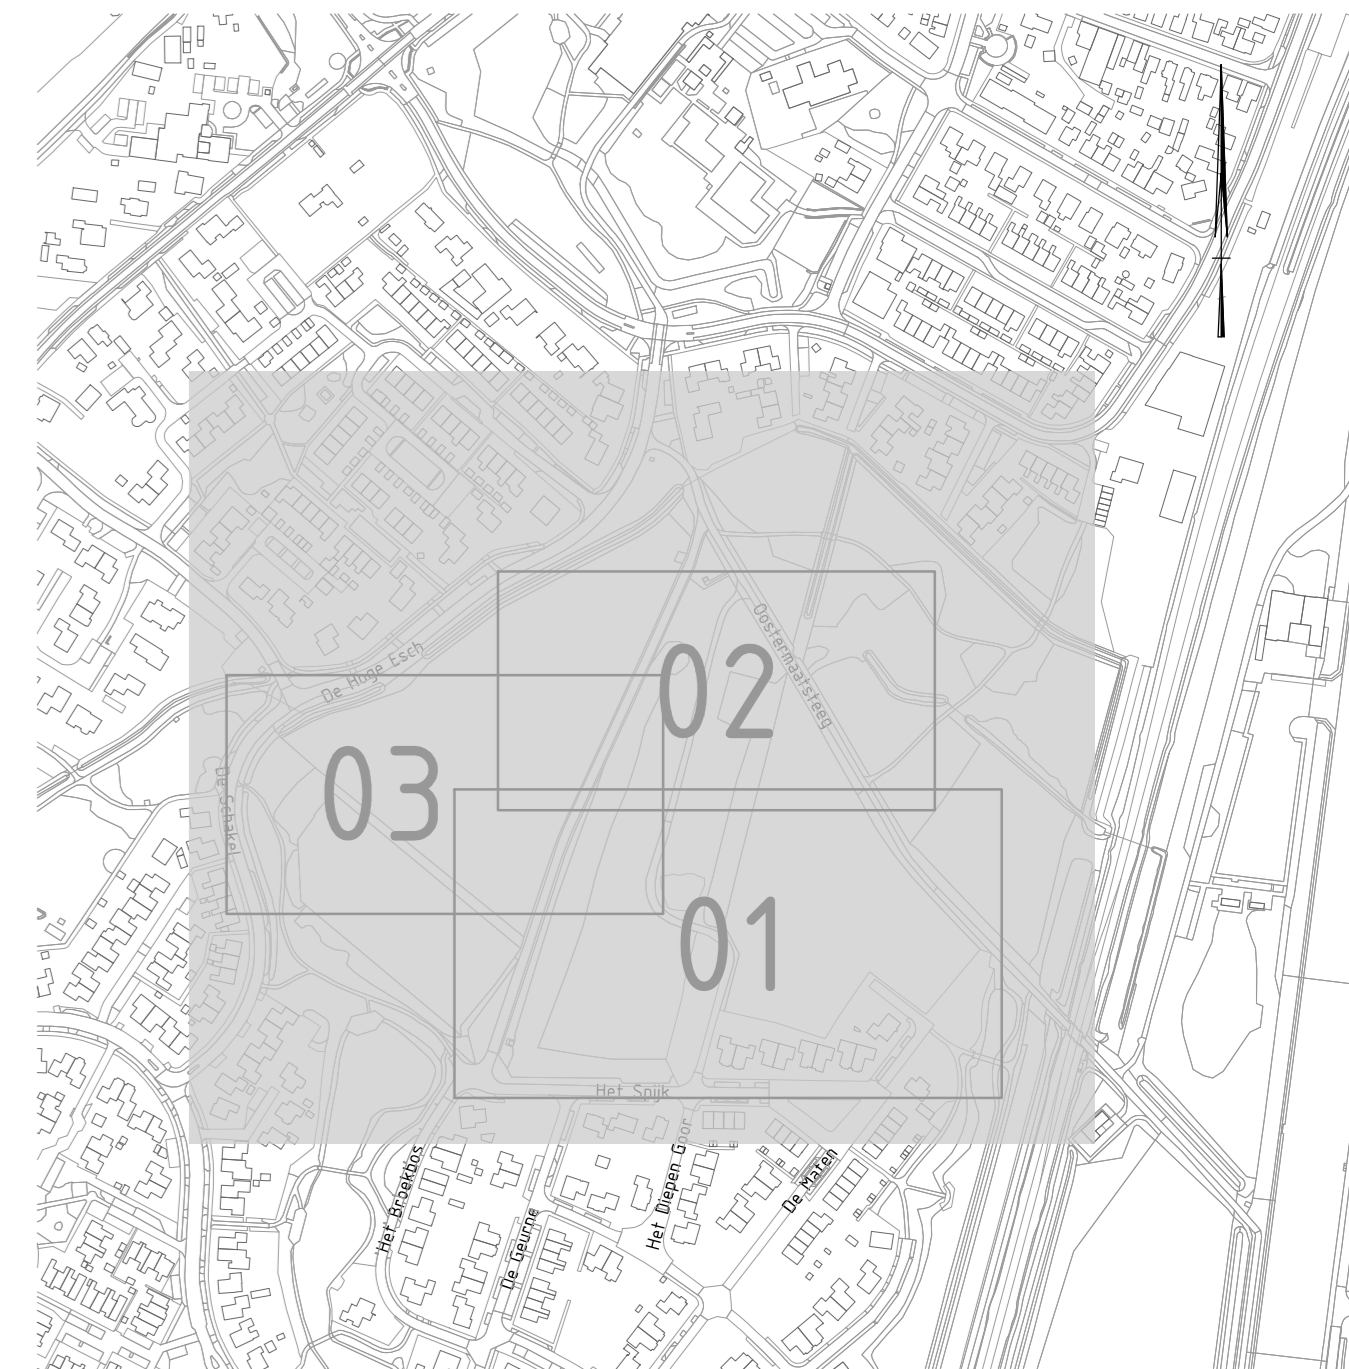 Oostermaatsteeg
02
De Hoge Esch
03
De Schakel
01
Het Spijk
Het Broekbos
De Geurne
Het Diepen Goor
De Maten